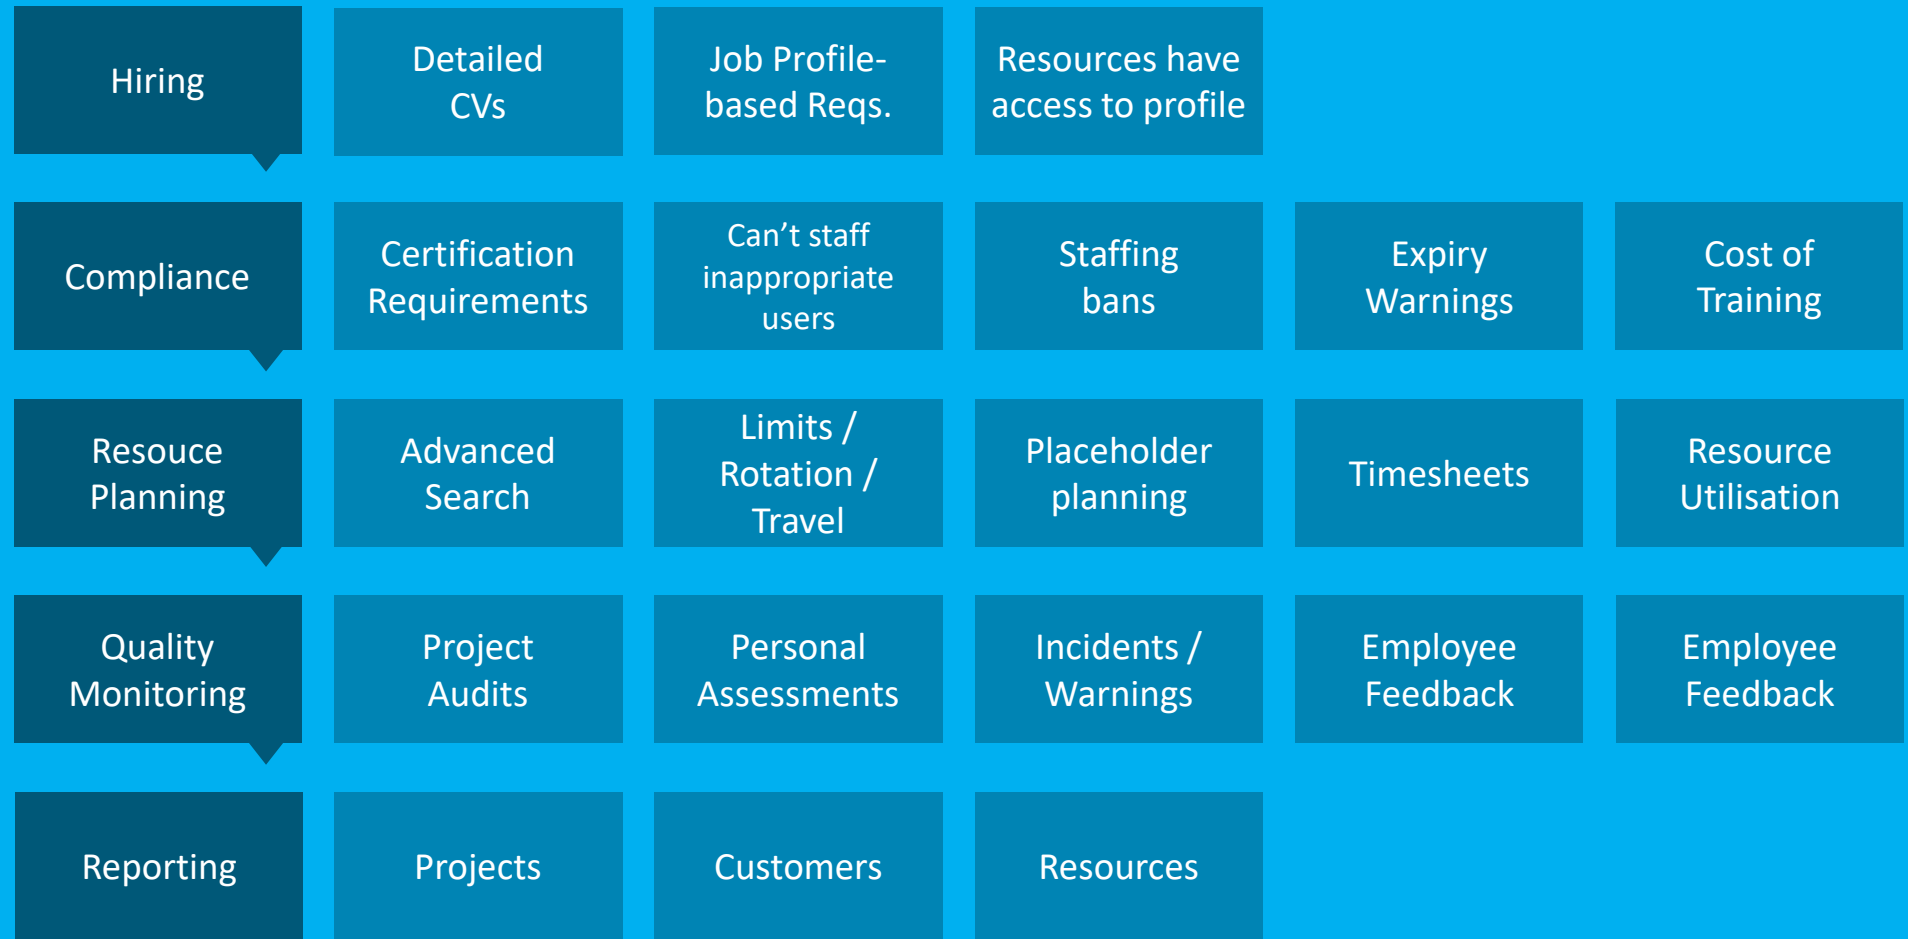 Hiring
Detailed
CVs
Job Profile-
based Reqs.
Resources have
access to profile
Compliance
Certification
Requirements
Can’t staff
inappropriate
users
Staffing
bans
Expiry
Warnings
Cost of
Training
Resouce
Planning
Advanced
Search
Limits /
Rotation /
Travel
Placeholder
planning
Timesheets
Resource
Utilisation
Quality
Monitoring
Project
Audits
Personal
Assessments
Incidents /
Warnings
Employee
Feedback
Employee
Feedback
Reporting
Projects
Customers
Resources